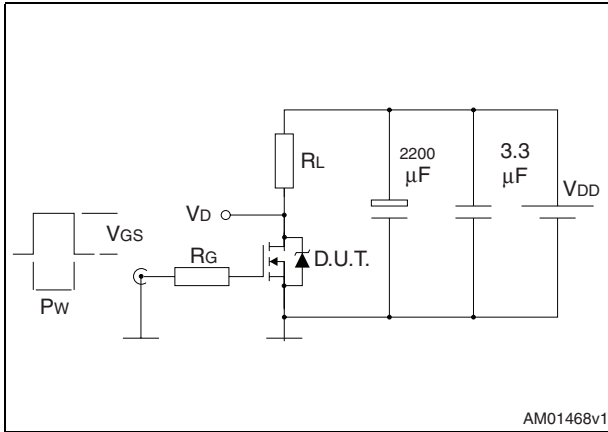 RL
2200
μF
3.3
μF
VDD
VD
VGS
RG
D.U.T.
PW
AM01468v1